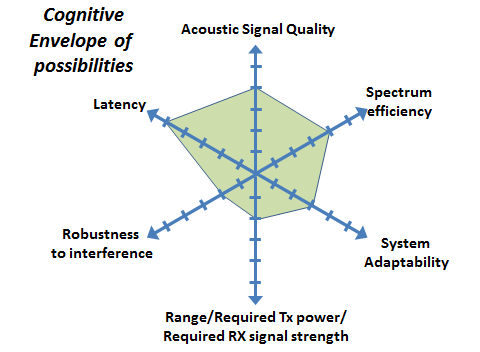 Cognitive
Envelope of
possibilities
Acoustic Signal Quality
Latency
Spectrum
efficiency
Robustness
to interference
System
Adaptability
Range/Required Tx power/
Required RX signal strength